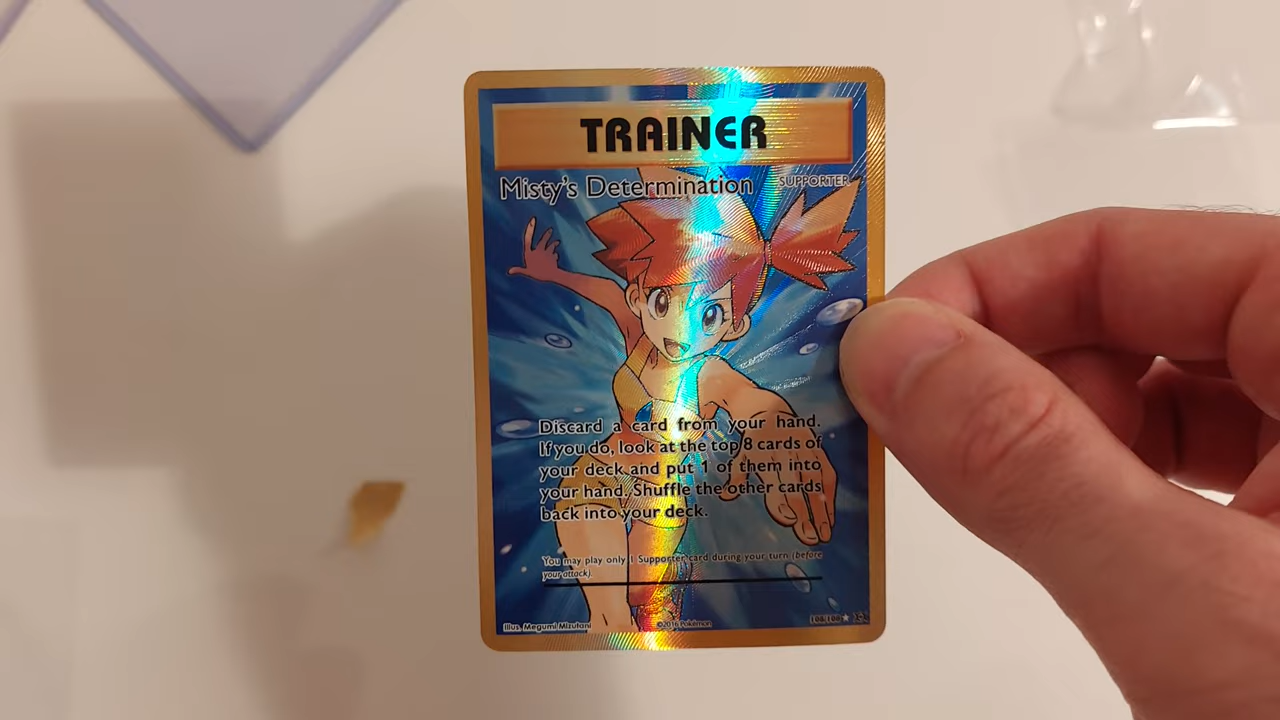 TRAINER
Misty's Determination SUPPORTER
Discard a card from your hand.
If you do, look at the top 8 cards of
your deck and put 1 of them into
your hand. Shuffle the other cards
back into your deck.
You may play only 1 Supporter card during your turn (before
your attack).
Illus. Megumi Mizutani ©2016 Pokémon 108/108